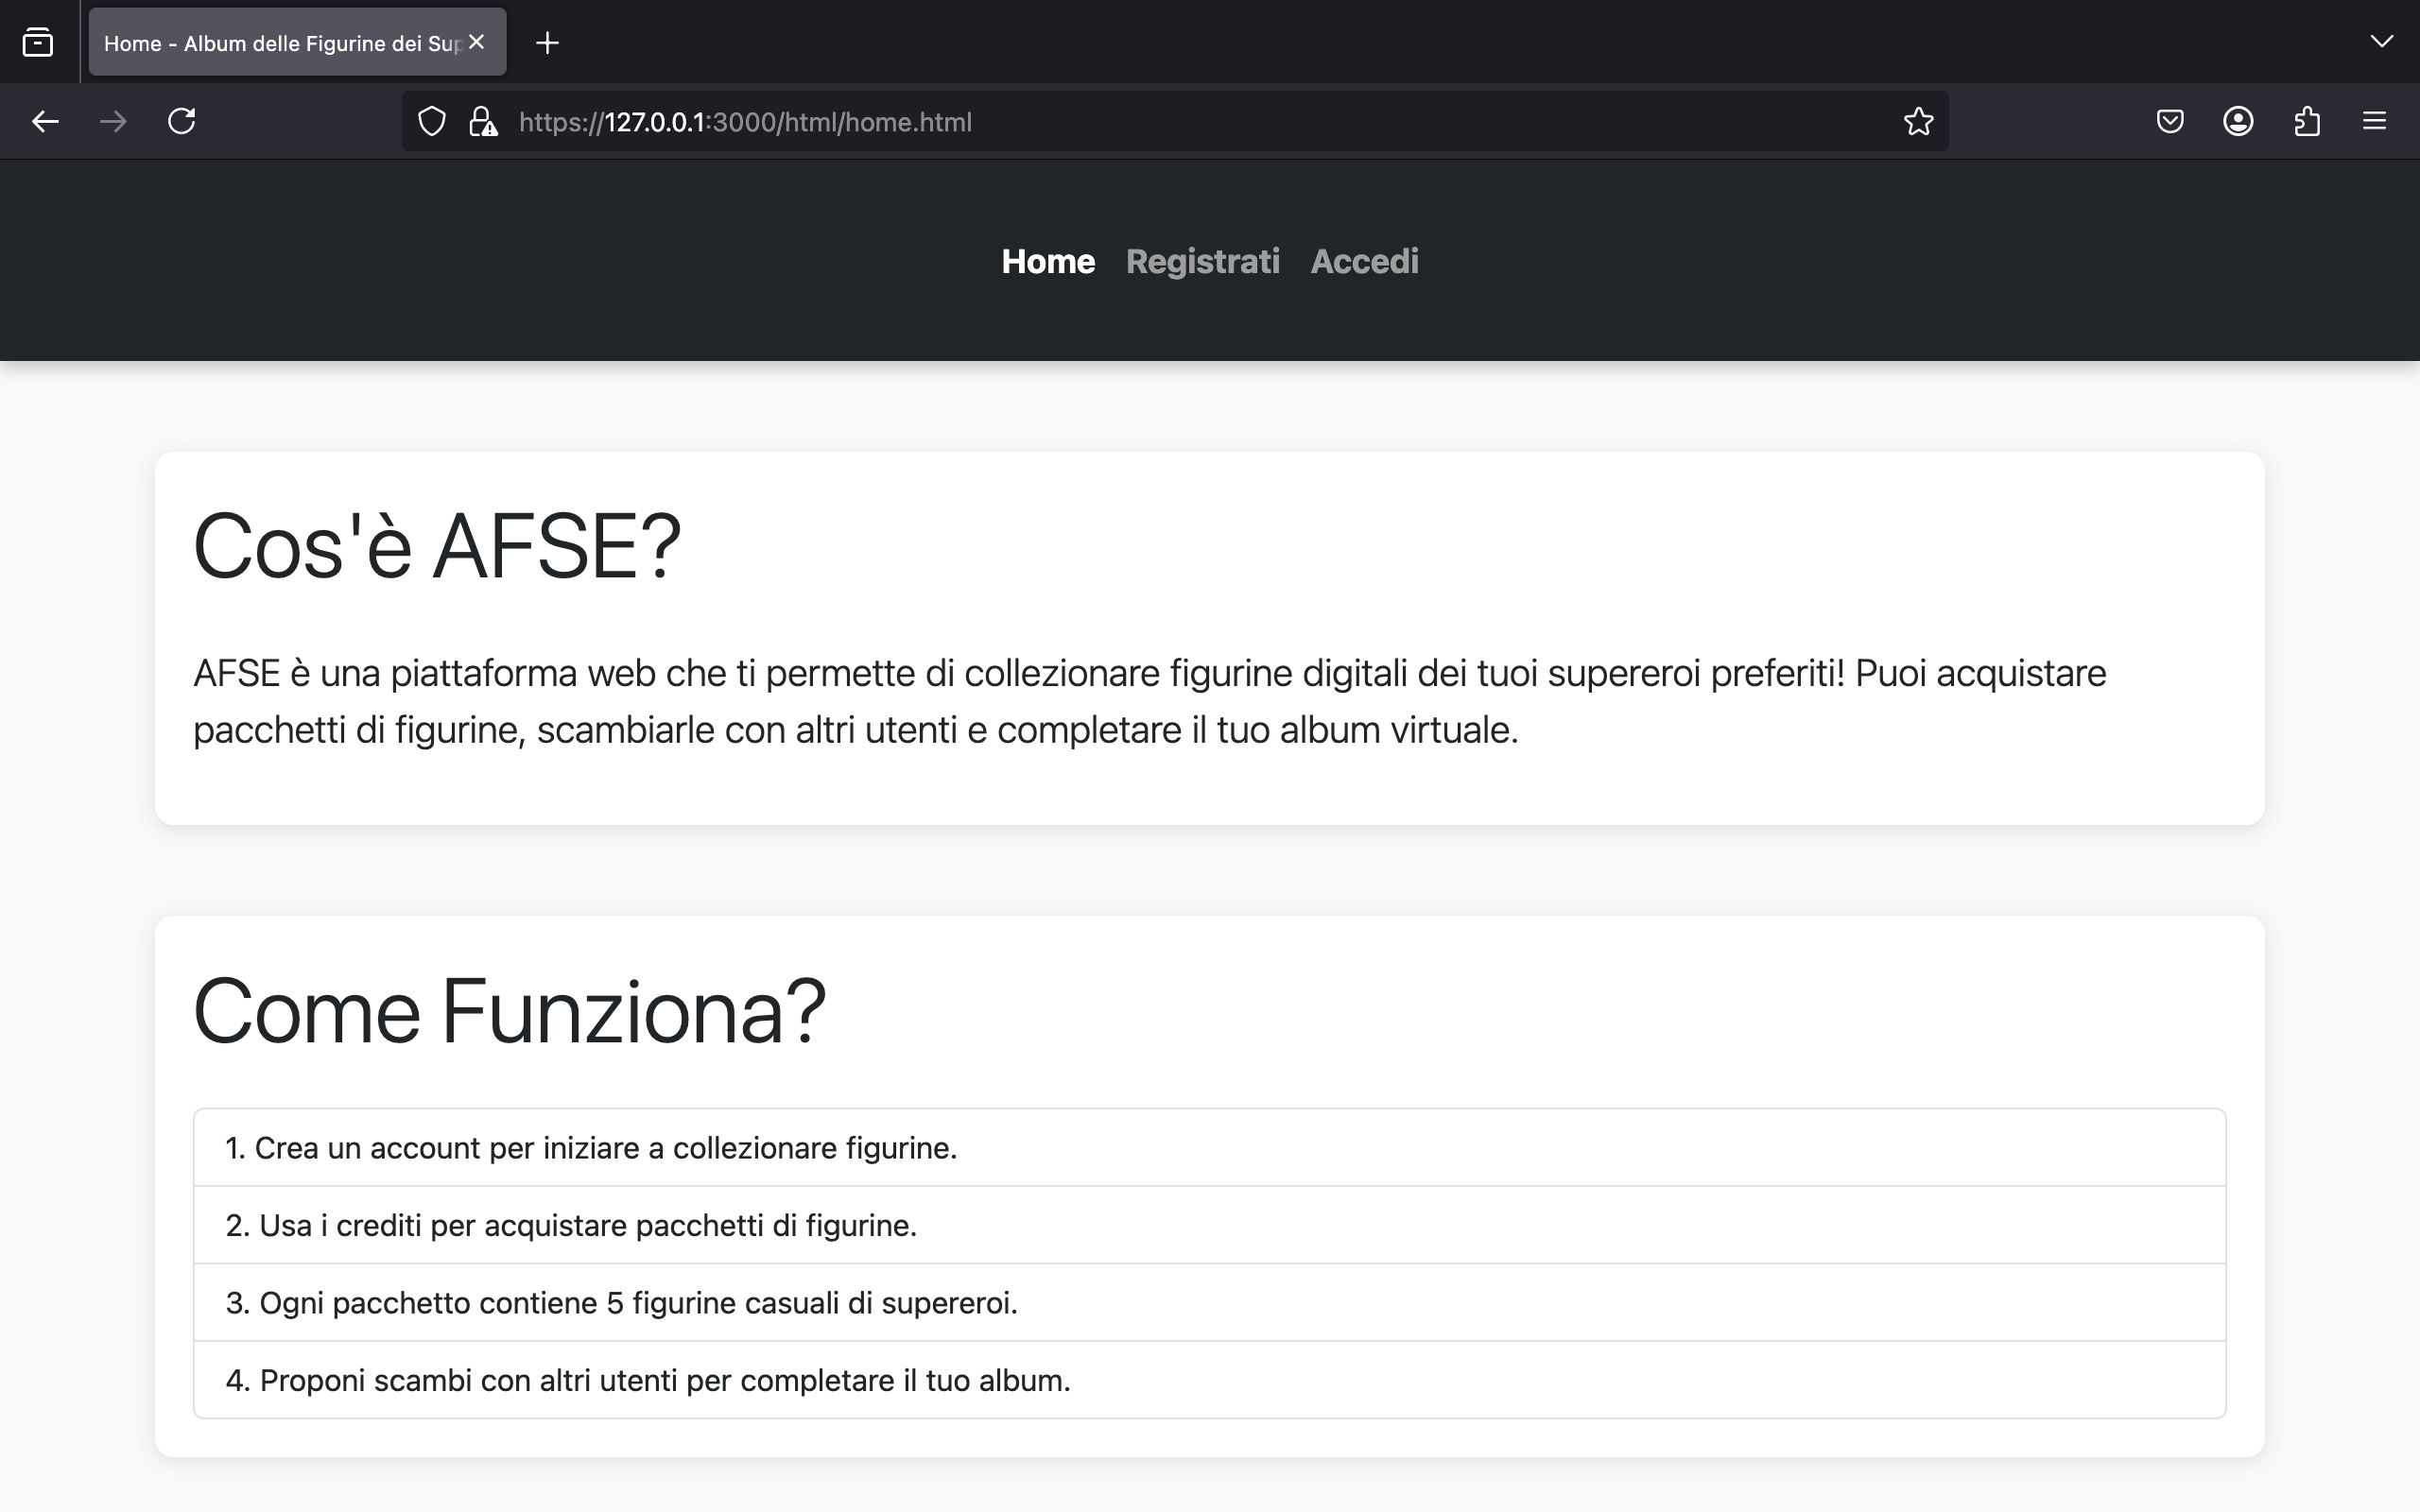 Home - Album delle Figurine dei Sup
https://127.0.0.1:3000/html/home.html
Home Registrati Accedi
Cos'è AFSE?
AFSE è una piattaforma web che ti permette di collezionare figurine digitali dei tuoi supereroi preferiti! Puoi acquistare
pacchetti di figurine, scambiarle con altri utenti e completare il tuo album virtuale.
Come Funziona?
1. Crea un account per iniziare a collezionare figurine.
2. Usa i crediti per acquistare pacchetti di figurine.
3. Ogni pacchetto contiene 5 figurine casuali di supereroi.
4. Proponi scambi con altri utenti per completare il tuo album.